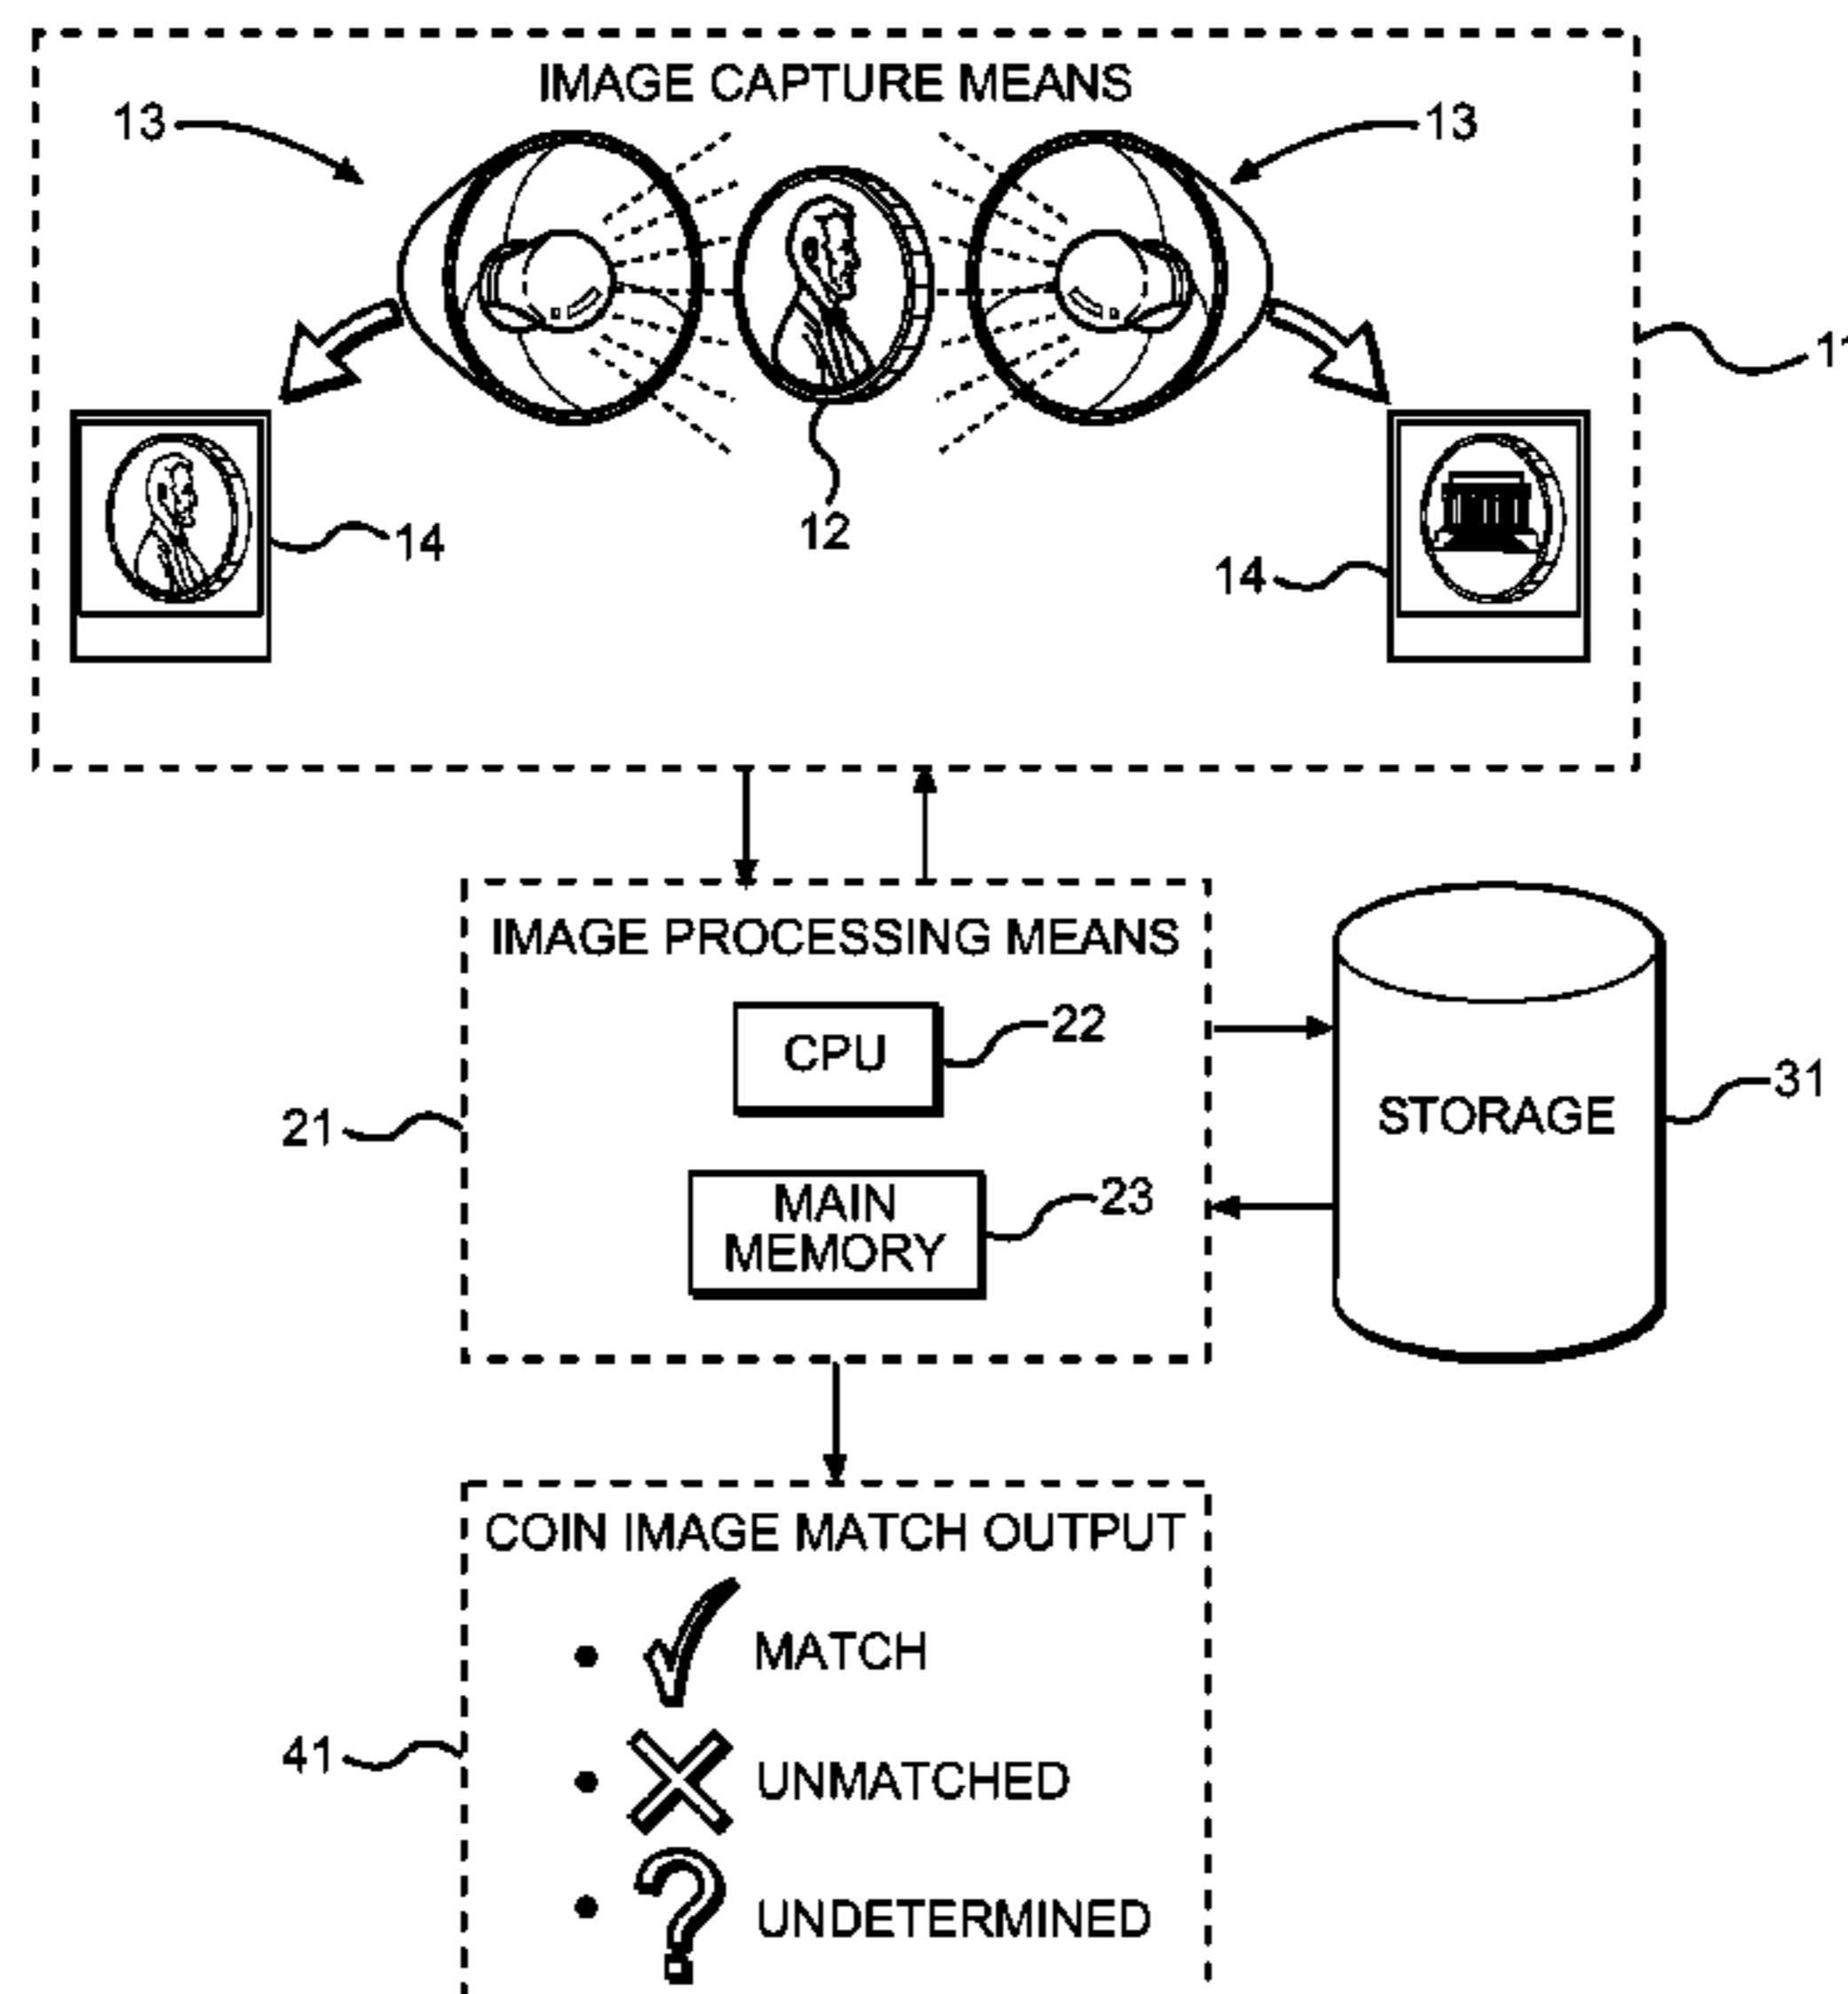 IMAGE CAPTURE MEANS
13
13
12
14
14
IMAGE PROCESSING MEANS
CPU
22
21
MAIN
MEMORY
23
STORAGE
31
COIN IMAGE MATCH OUTPUT
MATCH
41
UNMATCHED
UNDETERMINED